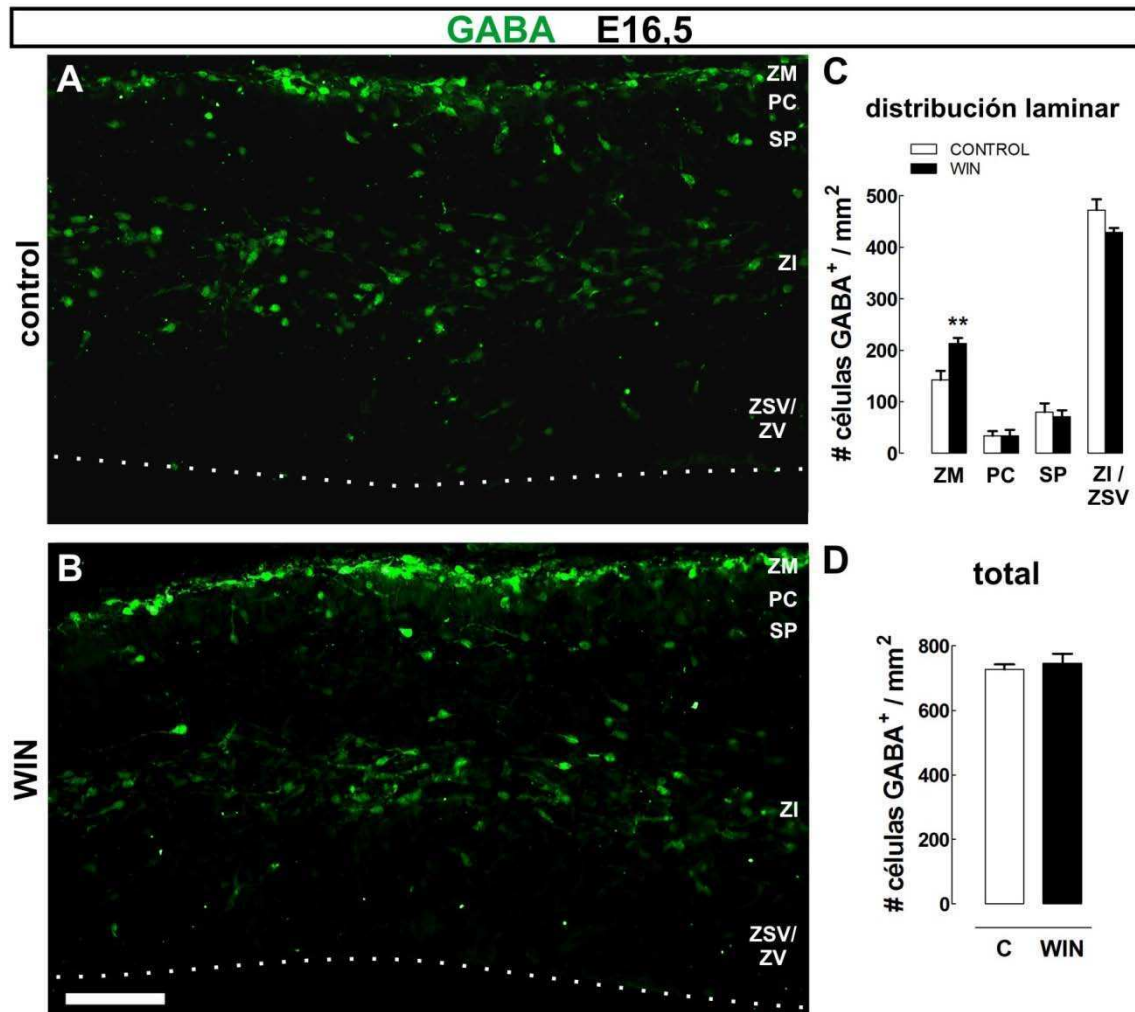 GABA E16,5
A
control
ZM
PC
SP
ZI
ZSV/
ZV
B
WIN
ZM
PC
SP
ZI
ZSV/
ZV
C
distribución laminar
CONTROL
WIN
# células GABA+ / mm2
500
400
300
200
100
0
**
ZM PC SP ZI /
ZSV
D
total
# células GABA+ / mm2
800
600
400
200
0
C WIN